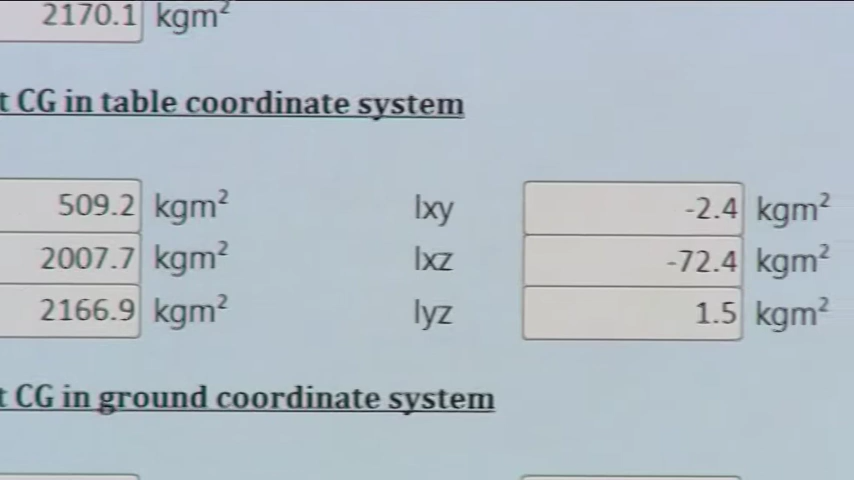 2170.1 kgm²
t CG in table coordinate system
509.2 kgm² Ixy -2.4 kgm²
2007.7 kgm² Ixz -72.4 kgm²
2166.9 kgm² Iyz 1.5 kgm²
t CG in ground coordinate system